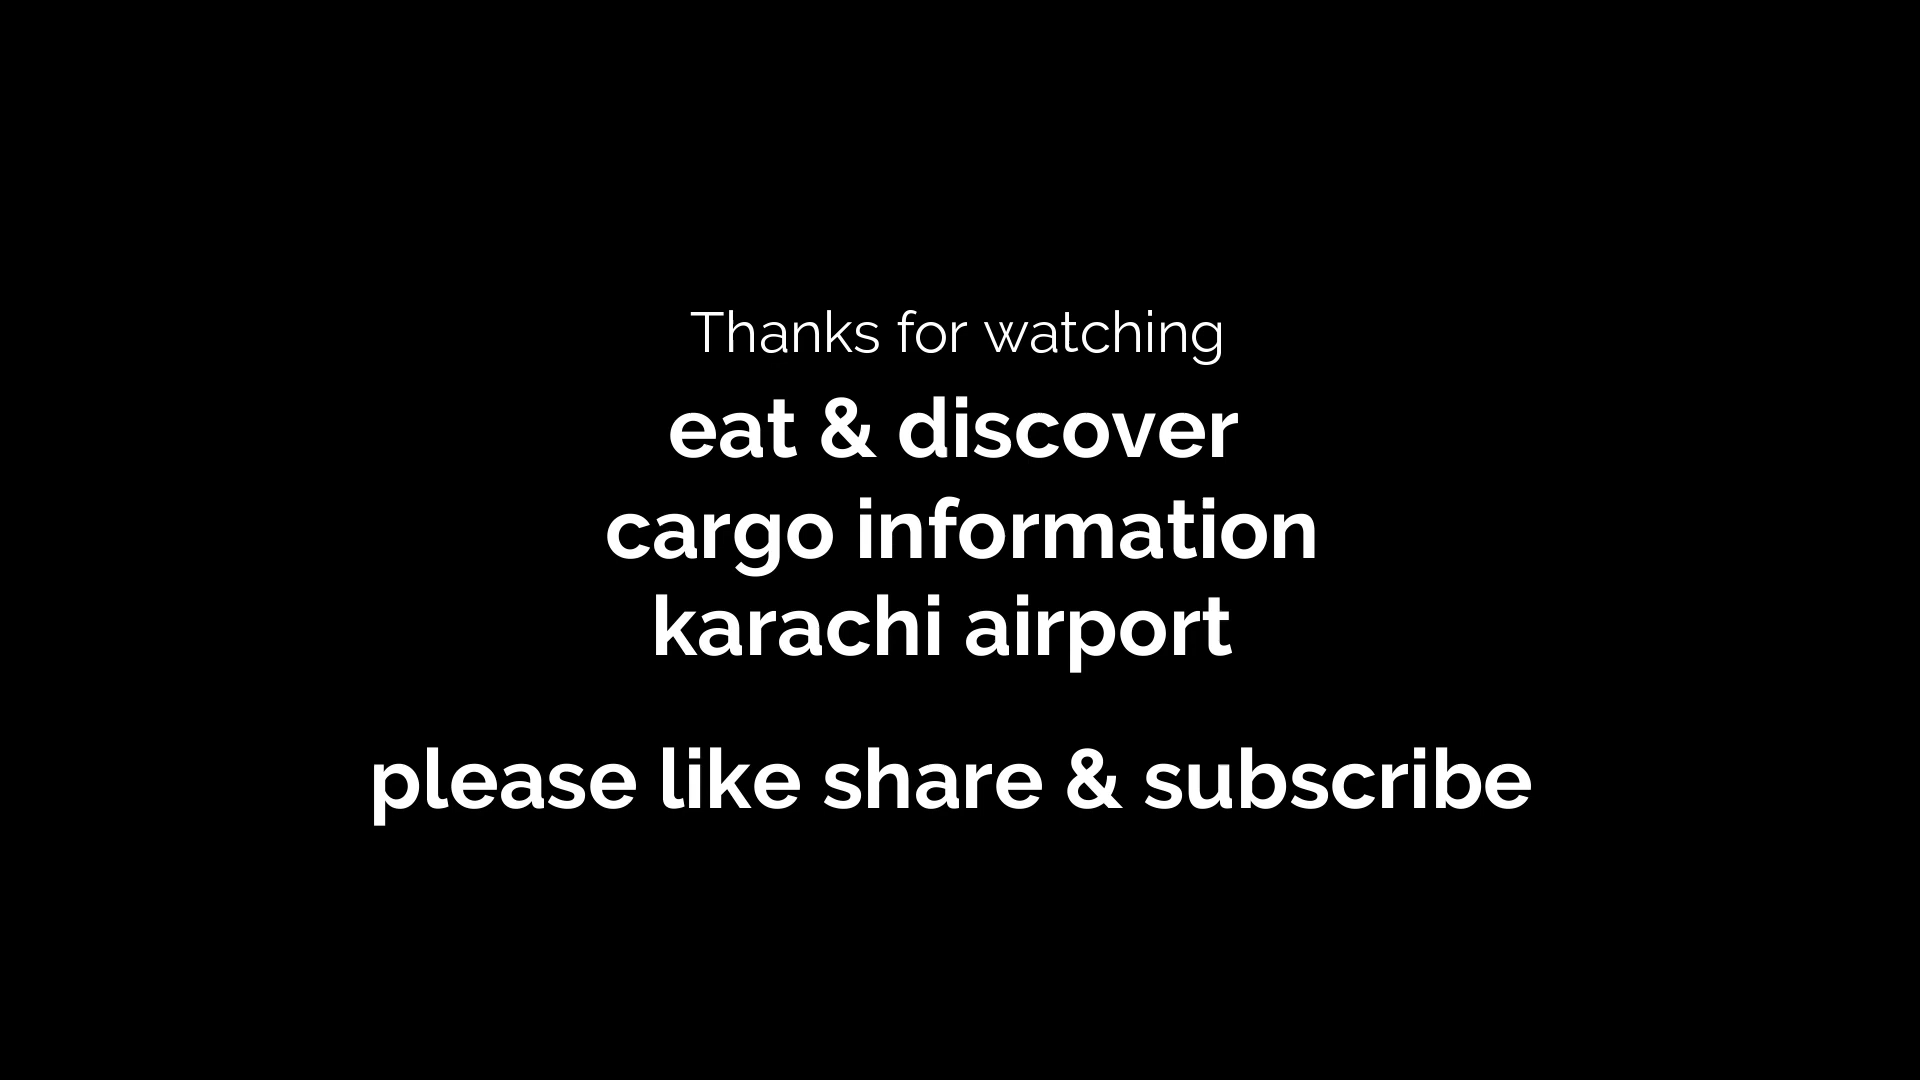 Thanks for watching
eat & discover
cargo information
karachi airport
please like share & subscribe